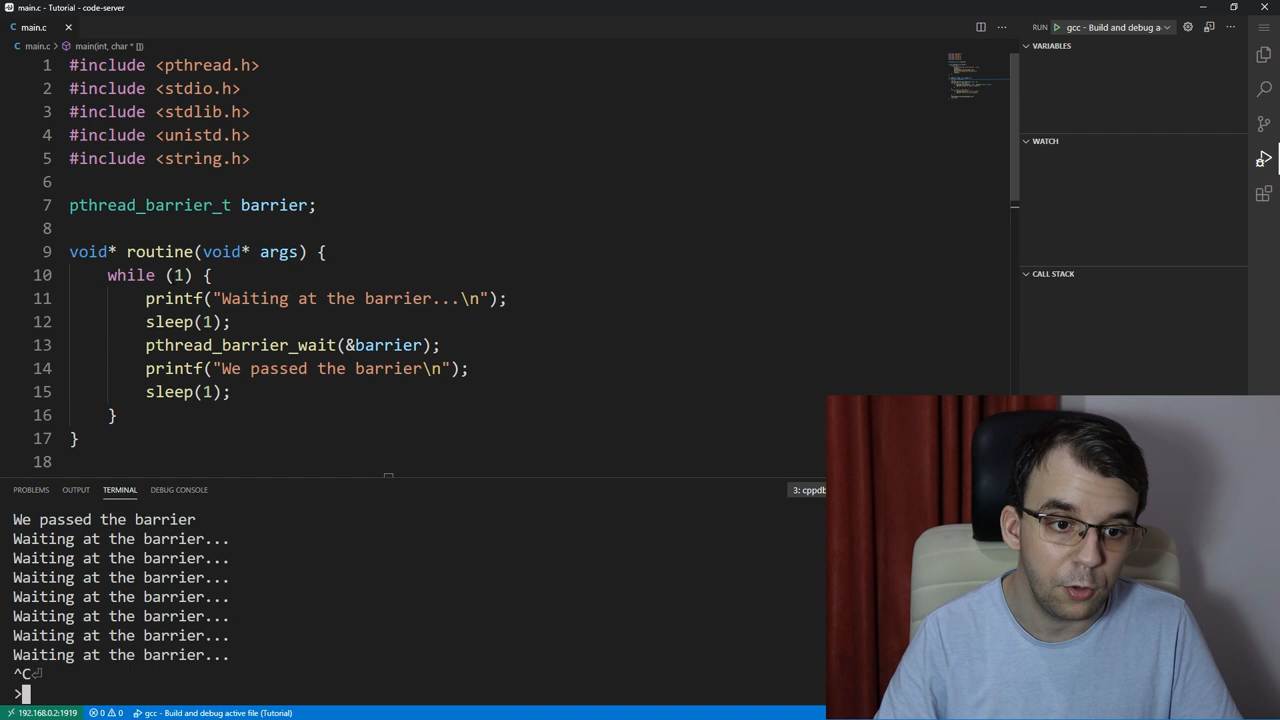 main.c - Tutorial - code-server
main.c
RUN gcc - Build and debug a
main.c > main(int, char * [])
VARIABLES
1 #include <pthread.h>
2 #include <stdio.h>
3 #include <stdlib.h>
4 #include <unistd.h>
5 #include <string.h>
6
7 pthread_barrier_t barrier;
8
9 void* routine(void* args) {
10 while (1) {
11 printf("Waiting at the barrier...\n");
12 sleep(1);
13 pthread_barrier_wait(&barrier);
14 printf("We passed the barrier\n");
15 sleep(1);
16 }
17 }
18
WATCH
CALL STACK
PROBLEMS OUTPUT TERMINAL DEBUG CONSOLE
3: cppdb
We passed the barrier
Waiting at the barrier...
Waiting at the barrier...
Waiting at the barrier...
Waiting at the barrier...
Waiting at the barrier...
Waiting at the barrier...
Waiting at the barrier...
^C⏎
>
192.168.0.2:1919 0 0 gcc - Build and debug active file (Tutorial)